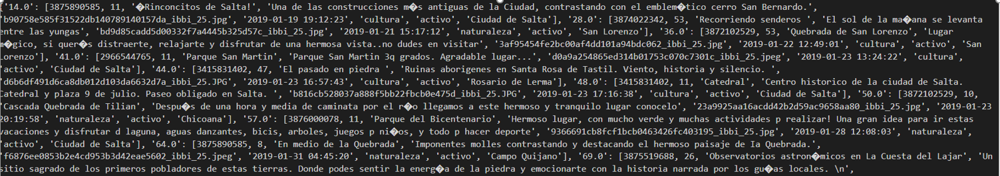 {'14.0': [3875890585, 11, '�Rinconcitos de Salta!', 'Una de las construcciones m�s antiguas de la Ciudad, contrastando con el emblem�tico cerro San Bernardo.',
'b90758e585f31522db140789140157da_ibbi_25.jpg', '2019-01-19 19:12:23', 'cultura', 'activo', 'Ciudad de Salta'], '28.0': [3874022342, 53, 'Recorriendo senderos ', 'El sol de la ma�ana se levanta
entre las yungas', 'bd9d85cadd5d00332f7a4445b325d57c_ibbi_25.jpg', '2019-01-21 15:17:12', 'naturaleza', 'activo', 'San Lorenzo'], '36.0': [3872102529, 53, 'Quebrada de San Lorenzo', 'Lugar
m�gico, si quer�s distraerte, relajarte y disfrutar de una hermosa vista..no dudes en visitar', '3af95454fe2bc00af4dd101a94bdc062_ibbi_25.jpg', '2019-01-22 12:49:01', 'cultura', 'activo', 'San
Lorenzo'], '41.0': [2966544765, 11, 'Parque San Martin', 'Parque San Martin 3q grados. Agradable lugar...', 'd0a9a254865ed314b01753c070c7301c_ibbi_25.jpeg', '2019-01-23 13:24:22', 'cultura',
'activo', 'Ciudad de Salta'], '44.0': [3415831402, 47, 'El pasado en piedra ', 'Ruinas aborigenes en Santa Rosa de Tastil. Viento, historia y silencio. ',
'd6b6df491d6ca8db012d103da6632d7a_ibbi_25.JPG', '2019-01-23 16:57:43', 'cultura', 'activo', 'Rosario de Lerma'], '48.0': [3415831402, 11, 'Catedral', 'Centro historico de la ciudad de Salta.
Catedral y plaza 9 de julio. Paseo obligado en Salta. ', 'b816cb528037a888f5bb22fbcb0e475d_ibbi_25.JPG', '2019-01-23 17:16:38', 'cultura', 'activo', 'Ciudad de Salta'], '50.0': [3872102529, 10,
'Cascada Quebrada de Tilian', 'Despu�s de una hora y media de caminata por el r�o llegamos a este hermoso y tranquilo lugar conocelo', '23a9925aa16acdd42b2d59ac9658aa80_ibbi_25.jpg', '2019-01-23
20:19:58', 'naturaleza', 'activo', 'Chicoana'], '57.0': [3876000078, 11, 'Parque del Bicentenario', 'Hermoso lugar, con mucho verde y muchas actividades p realizar! Una gran idea para ir estas
vacaciones y disfrutar d laguna, aguas danzantes, bicis, arboles, juegos p ni�os, y todo p hacer deporte', '9366691cb8fcf1bcb0463426fc403195_ibbi_25.jpg', '2019-01-28 12:08:03', 'naturaleza',
'activo', 'Ciudad de Salta'], '64.0': [3875890585, 8, 'En medio de la Quebrada', 'Imponentes molles contrastando y destacando el hermoso paisaje de Ia Quebrada.',
'f6876ee0853b2e4cd953b3d42eae5602_ibbi_25.jpeg', '2019-01-31 04:45:20', 'naturaleza', 'activo', 'Campo Quijano'], '69.0': [3875519688, 26, 'Observatorios astron�micos en La Cuesta del Lajar', 'Un
sitio sagrado de los primeros pobladores de estas tierras. Donde podes sentir la energ�a de la piedra y emocionarte con la historia narrada por los gu�as locales. \n',